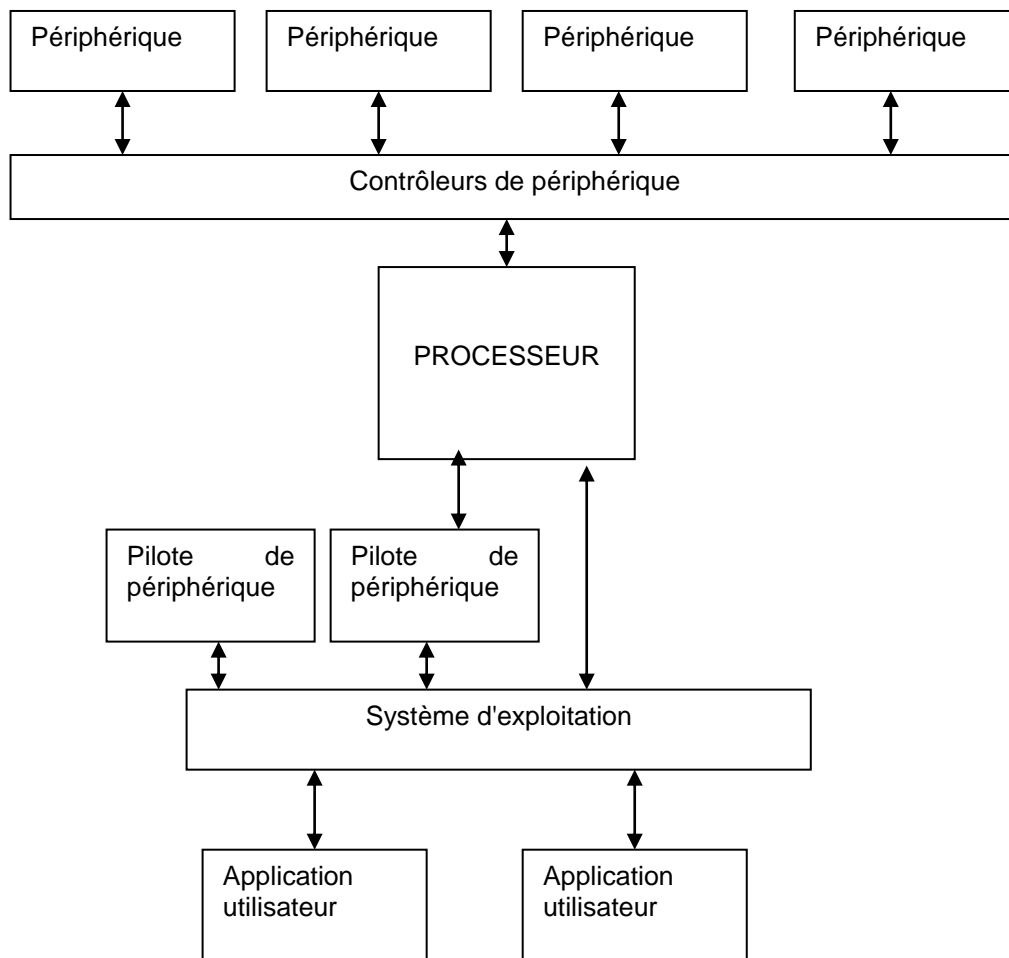 Périphérique
Périphérique
Périphérique
Périphérique
Contrôleurs de périphérique
PROCESSEUR
Pilote de
périphérique
Pilote de
périphérique
Système d'exploitation
Application
utilisateur
Application
utilisateur